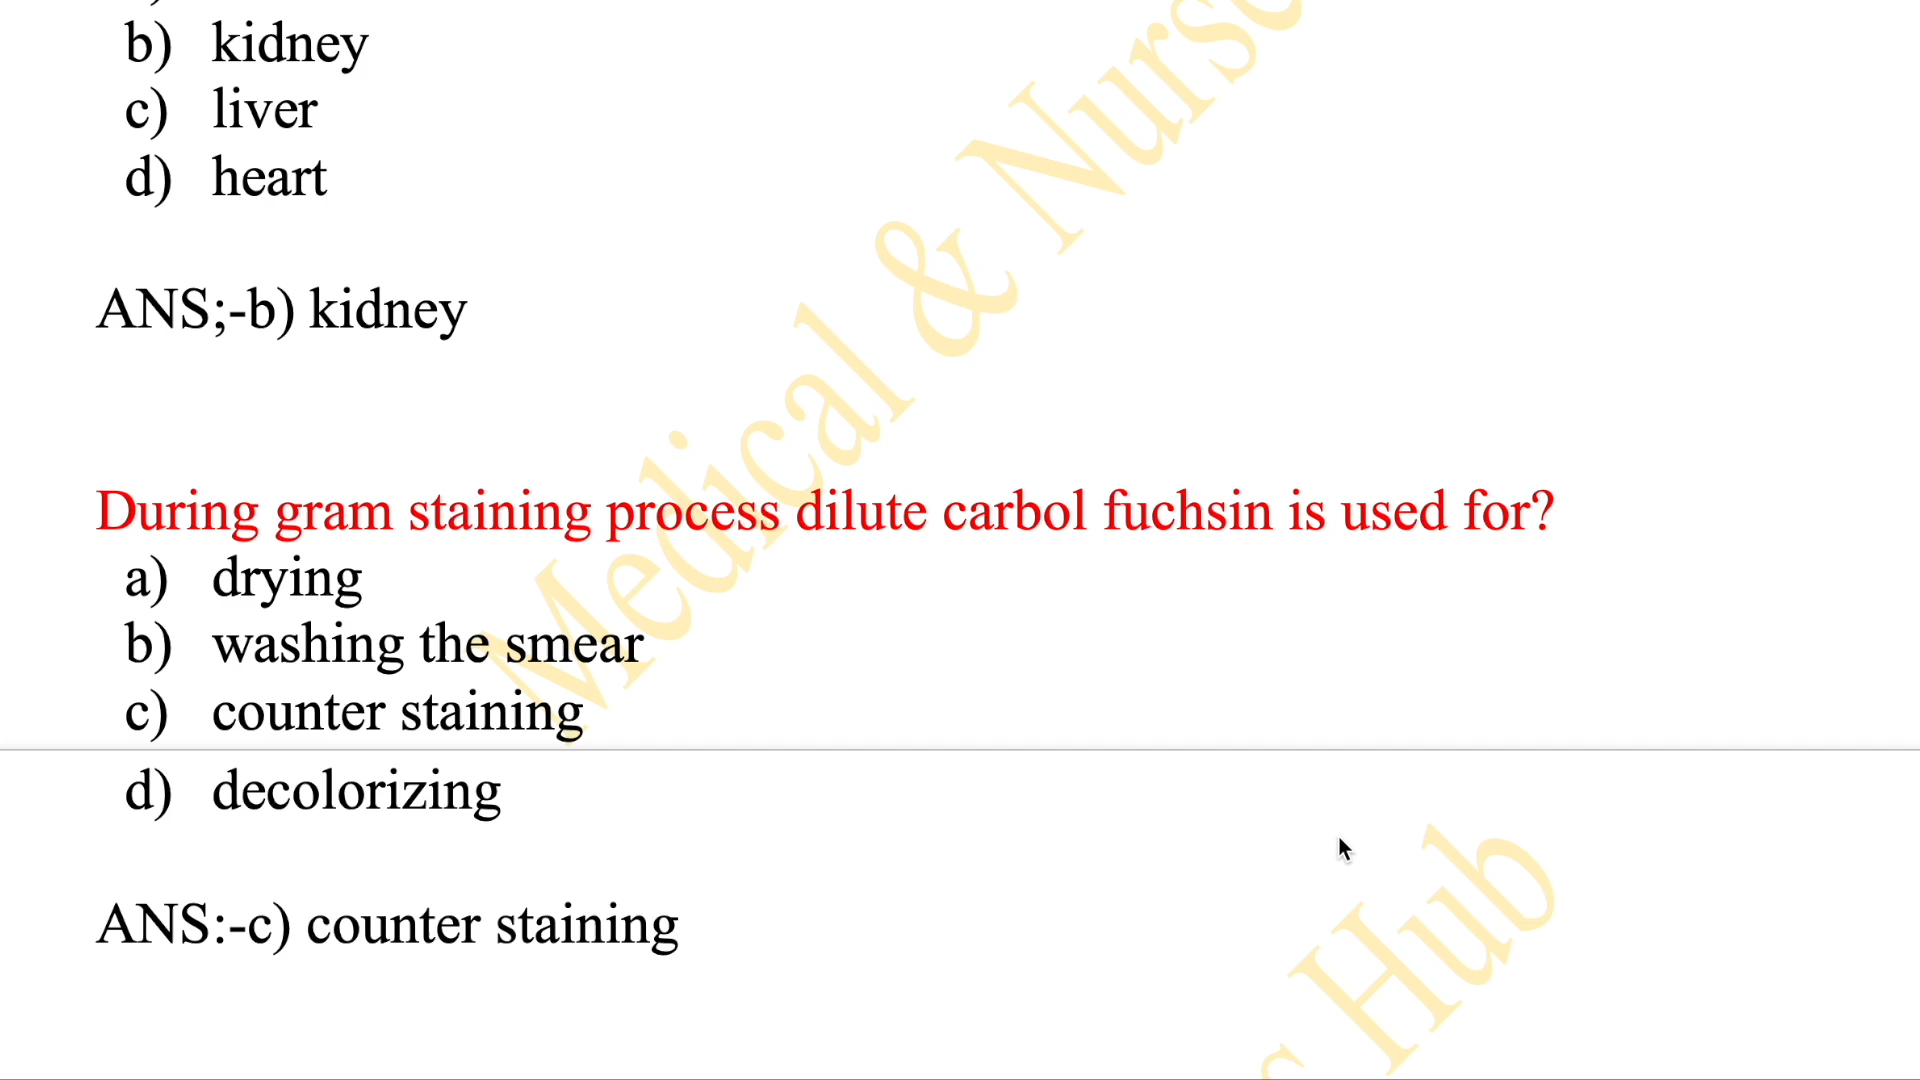 b) kidney
c) liver
d) heart
ANS;-b) kidney
During gram staining process dilute carbol fuchsin is used for?
a) drying
b) washing the smear
c) counter staining
d) decolorizing
ANS:-c) counter staining
Medical & Nurs
Hub